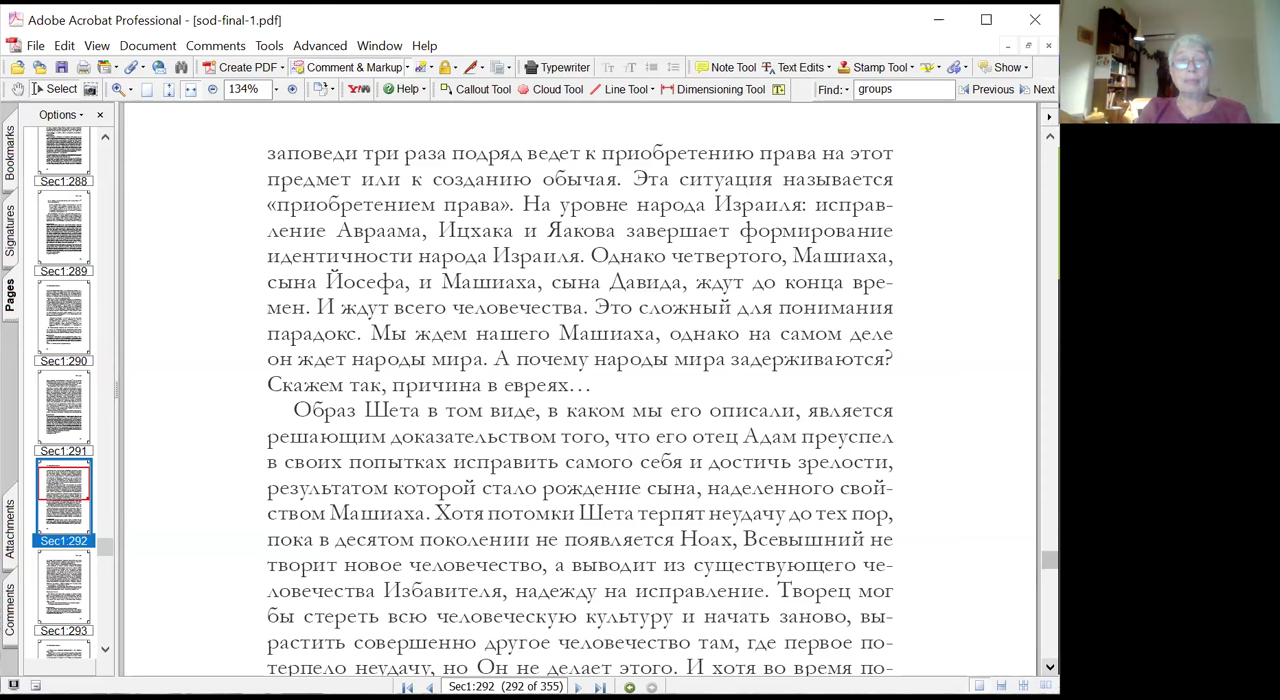 Adobe Acrobat Professional - [sod-final-1.pdf]
File Edit View Document Comments Tools Advanced Window Help
Create PDF Comment & Markup Typewriter Note Tool Text Edits Stamp Tool Show
Select 134% Help Callout Tool Cloud Tool Line Tool Dimensioning Tool Find: groups Previous Next
Options
Bookmarks
Signatures
Pages
Attachments
Comments
Sec1:288
Sec1:289
Sec1:290
Sec1:291
Sec1:292
Sec1:293
заповеди три раза подряд ведет к приобретению права на этот
предмет или к созданию обычая. Эта ситуация называется
«приобретением права». На уровне народа Израиля: исправ-
ление Авраама, Ицхака и Яакова завершает формирование
идентичности народа Израиля. Однако четвертого, Машиаха,
сына Йосефа, и Машиаха, сына Давида, ждут до конца вре-
мен. И ждут всего человечества. Это сложный для понимания
парадокс. Мы ждем нашего Машиаха, однако на самом деле
он ждет народы мира. А почему народы мира задерживаются?
Скажем так, причина в евреях…
Образ Шета в том виде, в каком мы его описали, является
решающим доказательством того, что его отец Адам преуспел
в своих попытках исправить самого себя и достичь зрелости,
результатом которой стало рождение сына, наделенного свой-
ством Машиаха. Хотя потомки Шета терпят неудачу до тех пор,
пока в десятом поколении не появляется Ноах, Всевышний не
творит новое человечество, а выводит из существующего че-
ловечества Избавителя, надежду на исправление. Творец мог
бы стереть всю человеческую культуру и начать заново, вы-
растить совершенно другое человечество там, где первое по-
терпело неудачу, но Он не делает этого. И хотя во время по-
Sec1:292 (292 of 355)